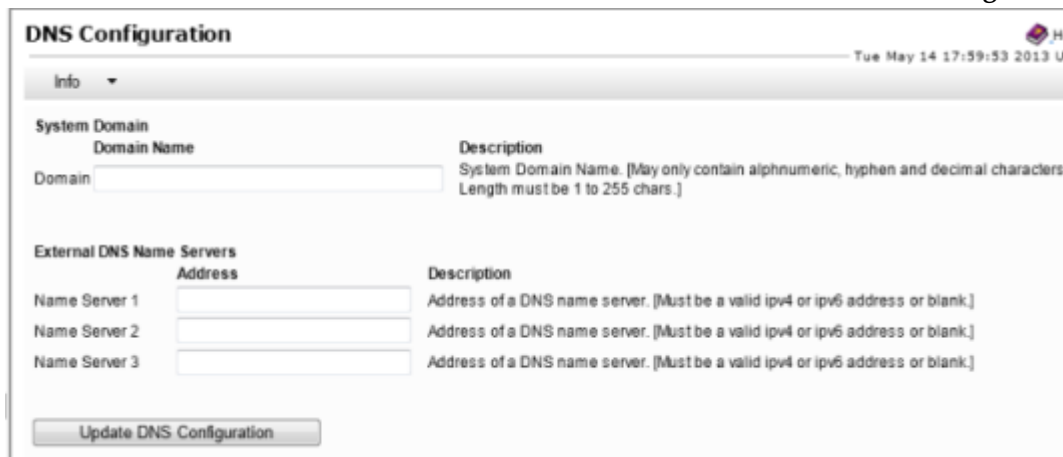 DNS Configuration
H
Tue May 14 17:59:53 2013 U
Info
System Domain
Domain Name Description
Domain System Domain Name. [May only contain alphnumeric, hyphen and decimal characters
Length must be 1 to 255 chars.]
External DNS Name Servers
Address Description
Name Server 1 Address of a DNS name server. [Must be a valid ipv4 or ipv6 address or blank.]
Name Server 2 Address of a DNS name server. [Must be a valid ipv4 or ipv6 address or blank.]
Name Server 3 Address of a DNS name server. [Must be a valid ipv4 or ipv6 address or blank.]
Update DNS Configuration